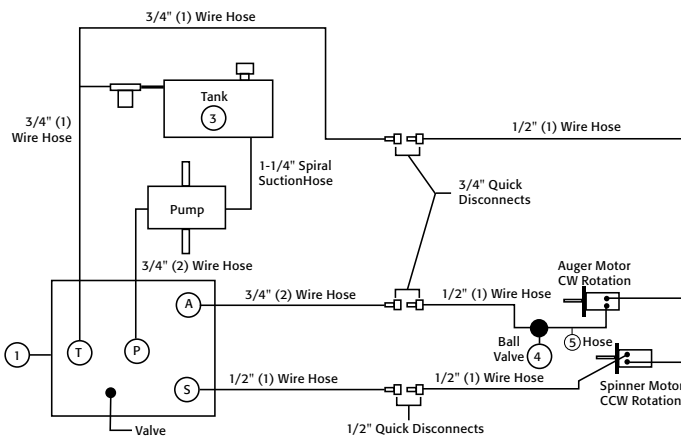 3/4" (1) Wire Hose
Tank
3
3/4" (1)
Wire Hose
1/2" (1) Wire Hose
1-1/4" Spiral
SuctionHose
3/4" Quick
Disconnects
Pump
3/4" (2) Wire Hose
Auger Motor
CW Rotation
A
3/4" (2) Wire Hose
1/2" (1) Wire Hose
1
T
P
Ball
Valve
4
5
Hose
S
1/2" (1) Wire Hose
1/2" (1) Wire Hose
Spinner Motor
CCW Rotation
Valve
1/2" Quick Disconnects